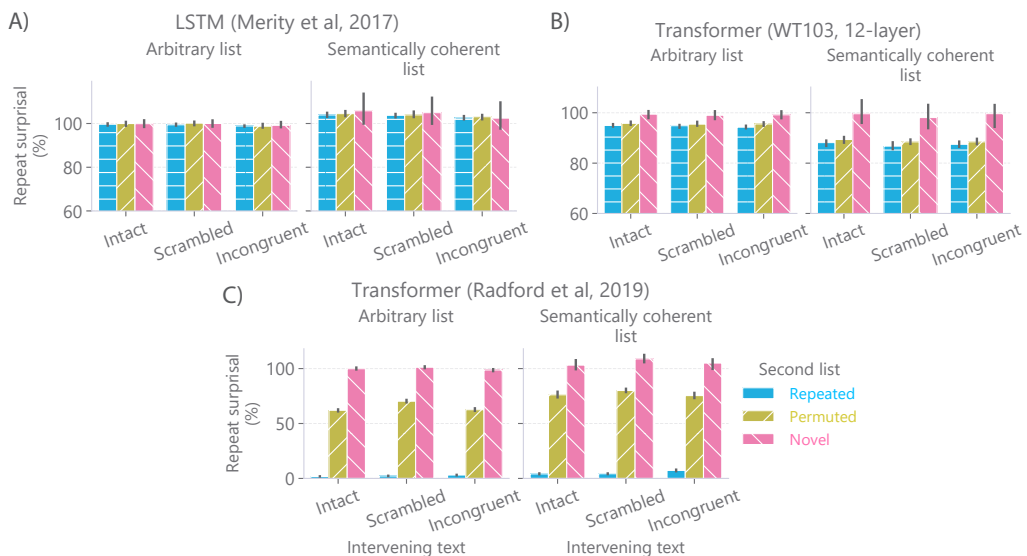 A)
LSTM (Merity et al, 2017)
Arbitrary list
Semantically coherent
list
Repeat surprisal
(%)
100
80
60
Intact
Scrambled
Incongruent
Intact
Scrambled
Incongruent
B)
Transformer (WT103, 12-layer)
Arbitrary list
Semantically coherent
list
Repeat surprisal
(%)
100
80
60
Intact
Scrambled
Incongruent
Intact
Scrambled
Incongruent
C)
Transformer (Radford et al, 2019)
Arbitrary list
Semantically coherent
list
Repeat surprisal
(%)
100
50
0
Intact
Scrambled
Incongruent
Intact
Scrambled
Incongruent
Intervening text
Intervening text
Second list
Repeated
Permuted
Novel